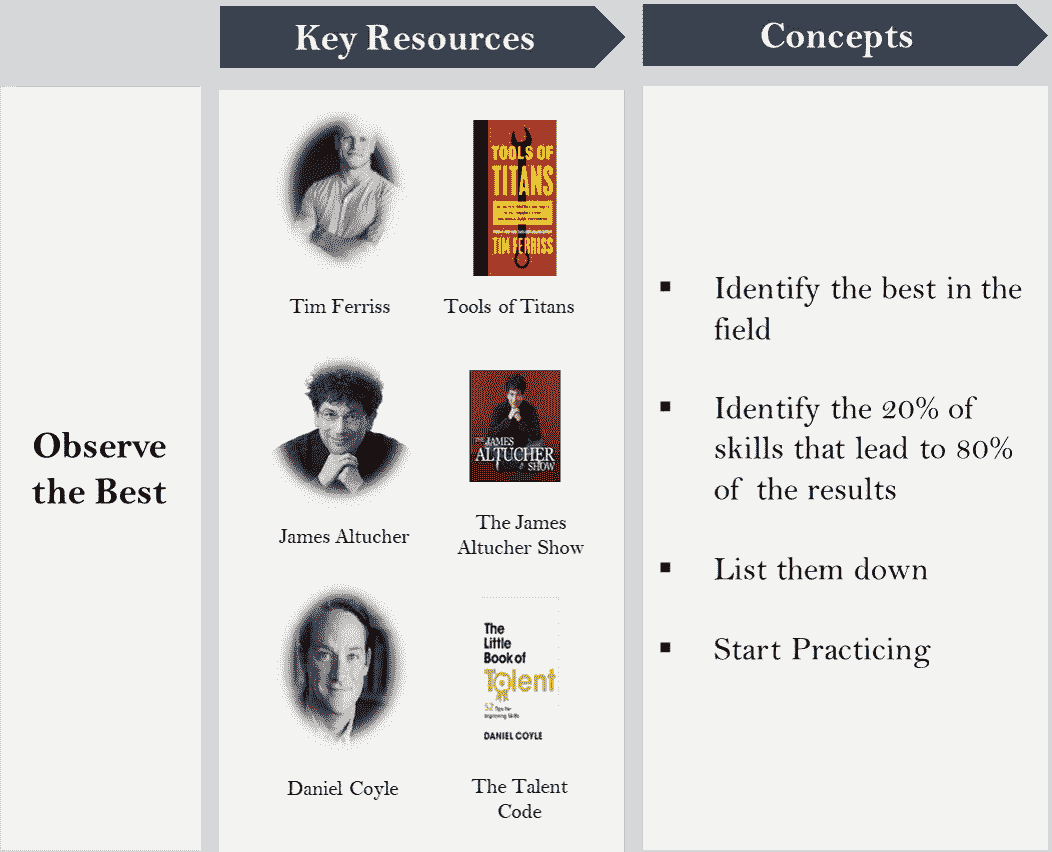 Key Resources
Concepts
Observe
the Best
TOOLS OF
TITANS
TIM FERRISS
Tim Ferriss
Tools of Titans
THE JAMES
ALTUCHER
SHOW
James Altucher
The James
Altucher Show
The
Little
Book of
Talent
52 Tips for
Improving Skills
DANIEL COYLE
Daniel Coyle
The Talent
Code
▪ Identify the best in the
field
▪ Identify the 20% of
skills that lead to 80%
of the results
▪ List them down
▪ Start Practicing